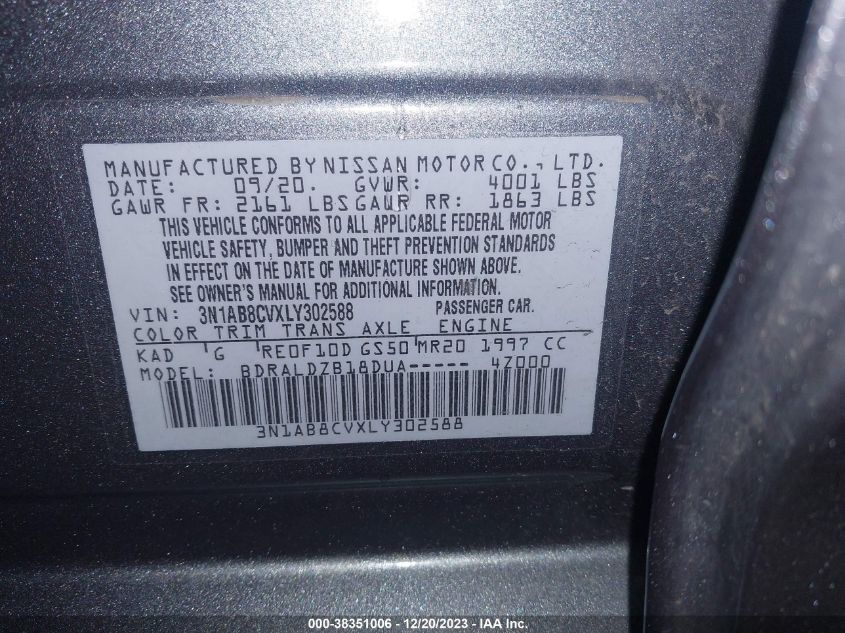 MANUFACTURED BY NISSAN MOTOR CO., LTD.
DATE: 09/20. GVWR: 4001 LBS
GAWR FR: 2161 LBS GAWR RR: 1863 LBS
THIS VEHICLE CONFORMS TO ALL APPLICABLE FEDERAL MOTOR
VEHICLE SAFETY, BUMPER AND THEFT PREVENTION STANDARDS
IN EFFECT ON THE DATE OF MANUFACTURE SHOWN ABOVE.
SEE OWNER'S MANUAL FOR ADDITIONAL INFORMATION.
VIN: 3N1AB8CVXLY302588 PASSENGER CAR.
COLOR TRIM TRANS AXLE ENGINE
KAD G RE0F10D GS50 MR20 1997 CC
MODEL: BDRALDZB18DUA----- 4Z000
3N1AB8CVXLY302588
000-38351006 - 12/20/2023 - IAA Inc.